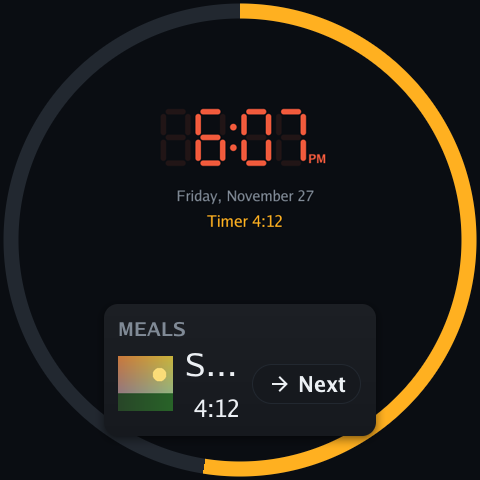 6:07 PM
Friday, November 27
Timer 4:12
MEALS
S...
4:12
→ Next